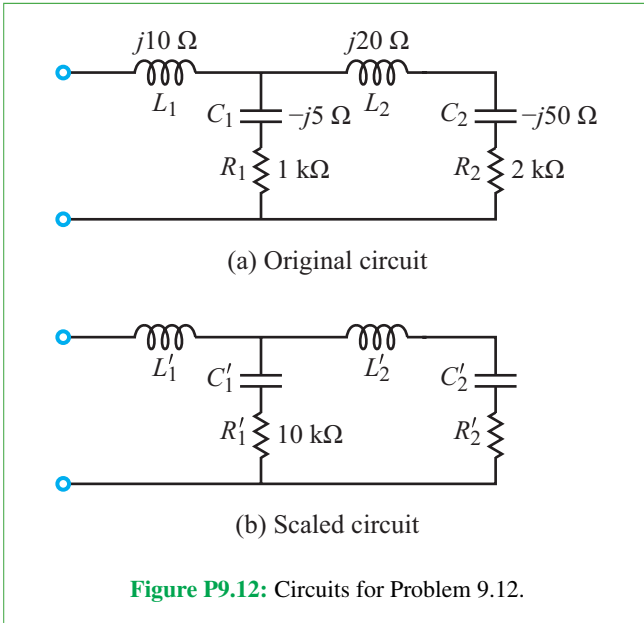 j10 Ω
j20 Ω
L₁
C₁
–j5 Ω
L₂
C₂
–j50 Ω
R₁
1 kΩ
R₂
2 kΩ
(a) Original circuit
L′₁
C′₁
L′₂
C′₂
R′₁
10 kΩ
R′₂
(b) Scaled circuit
Figure P9.12: Circuits for Problem 9.12.